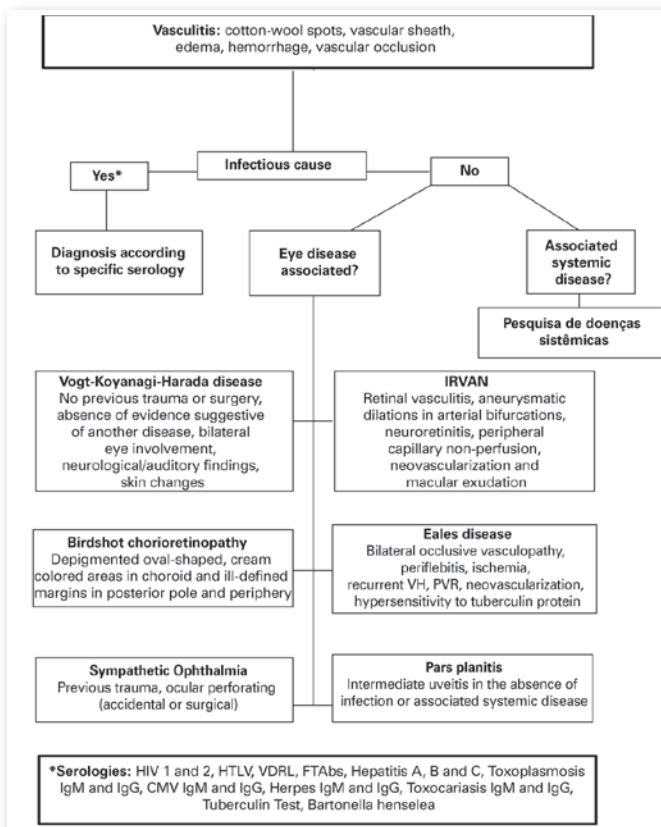 Vasculitis: cotton-wool spots, vascular sheath,
edema, hemorrhage, vascular occlusion
Infectious cause
Yes*
No
Diagnosis according
to specific serology
Eye disease
associated?
Associated
systemic
disease?
Pesquisa de doenças
sistêmicas
Vogt-Koyanagi-Harada disease
No previous trauma or surgery,
absence of evidence suggestive
of another disease, bilateral
eye involvement,
neurological/auditory findings,
skin changes
IRVAN
Retinal vasculitis, aneurysmatic
dilations in arterial bifurcations,
neuroretinitis, peripheral
capillary non-perfusion,
neovascularization and
macular exudation
Birdshot chorioretinopathy
Depigmented oval-shaped, cream
colored areas in choroid and ill-defined
margins in posterior pole and periphery
Eales disease
Bilateral occlusive vasculopathy,
periflebitis, ischemia,
recurrent VH, PVR, neovascularization,
hypersensitivity to tuberculin protein
Sympathetic Ophthalmia
Previous trauma, ocular perforating
(accidental or surgical)
Pars planitis
Intermediate uveitis in the absence of
infection or associated systemic disease
*Serologies: HIV 1 and 2, HTLV, VDRL, FTAbs, Hepatitis A, B and C, Toxoplasmosis
IgM and IgG, CMV IgM and IgG, Herpes IgM and IgG, Toxocariasis IgM and IgG,
Tuberculin Test, Bartonella henselea